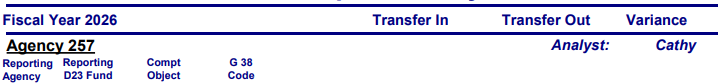 Fiscal Year 2026 Transfer In Transfer Out Variance
Agency 257 Analyst: Cathy
Reporting Reporting Compt G 38
Agency D23 Fund Object Code